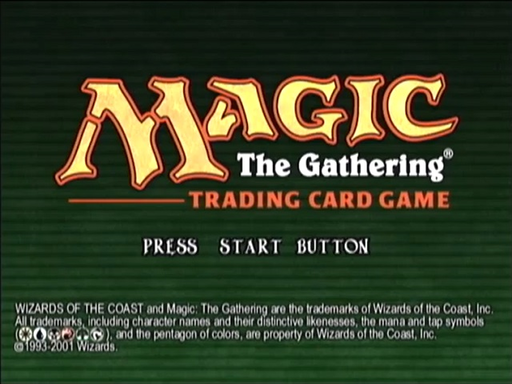 MAGIC
The Gathering®
TRADING CARD GAME
PRESS START BUTTON
WIZARDS OF THE COAST and Magic: The Gathering are the trademarks of Wizards of the Coast, Inc.
All trademarks, including character names and their distinctive likenesses, the mana and tap symbols
(), and the pentagon of colors, are property of Wizards of the Coast, Inc.
©1993-2001 Wizards.